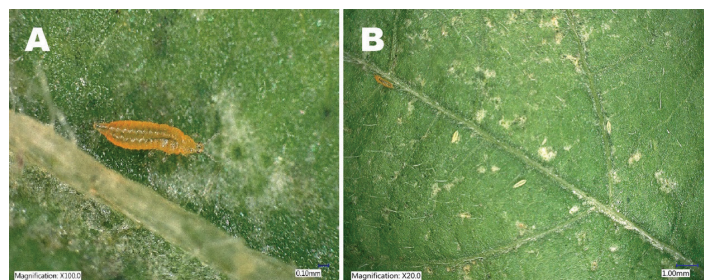 A
B
Magnification: X100.0
0.10mm
Magnification: X20.0
1.00mm